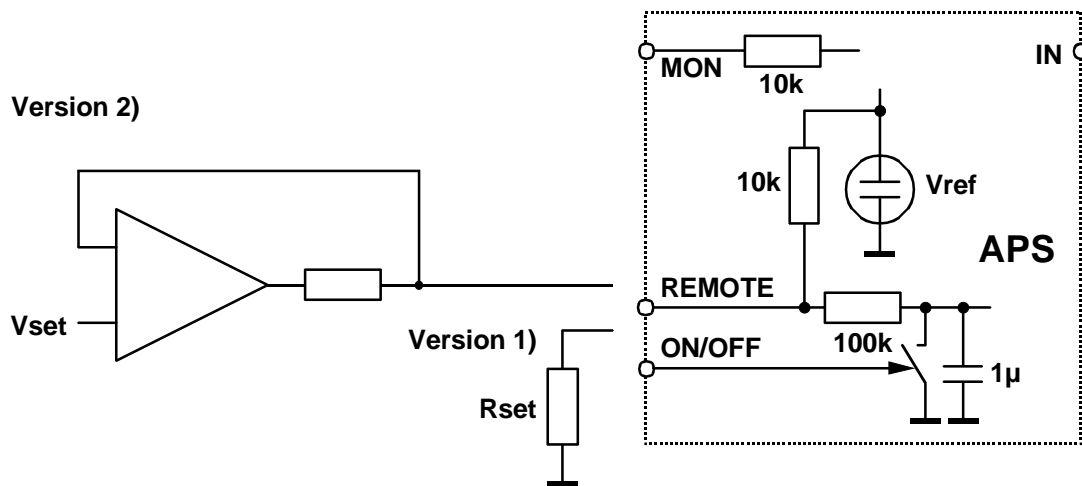 MON
10k
IN
Version 2)
10k
Vref
APS
REMOTE
Vset
Version 1)
100k
ON/OFF
1µ
Rset